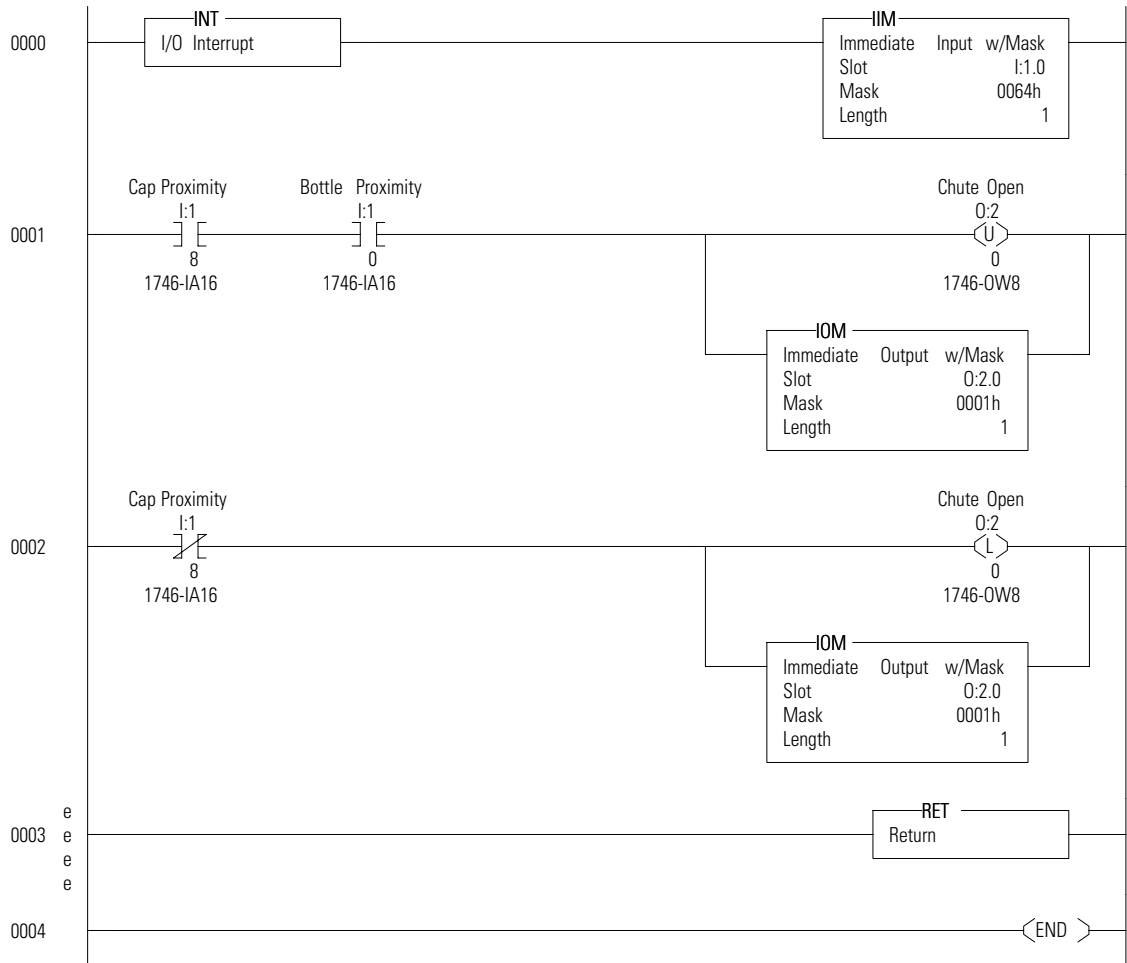 INT
0000 I/O Interrupt
IIM
Immediate Input w/Mask
Slot I:1.0
Mask 0064h
Length 1
Cap Proximity Bottle Proximity Chute Open
I:1 I:1 O:2
0001 U
8 0 0
1746-IA16 1746-IA16 1746-OW8
IOM
Immediate Output w/Mask
Slot O:2.0
Mask 0001h
Length 1
Cap Proximity Chute Open
I:1 O:2
0002 L
8 0
1746-IA16 1746-OW8
IOM
Immediate Output w/Mask
Slot O:2.0
Mask 0001h
Length 1
e RET
0003 e Return
e
e
0004 END